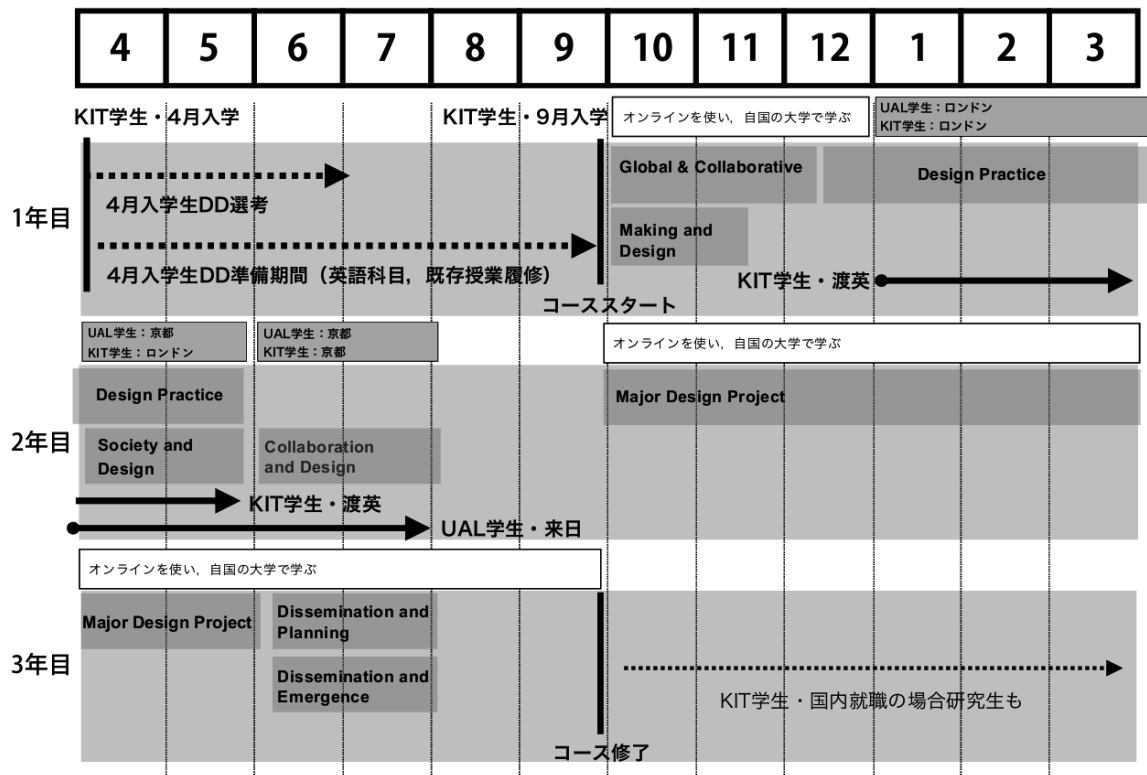 4 5 6 7 8 9 10 11 12 1 2 3
KIT学生・4月入学
KIT学生・9月入学
オンラインを使い，自国の大学で学ぶ
UAL学生：ロンドン
KIT学生：ロンドン
1年目
4月入学生DD選考
4月入学生DD準備期間（英語科目，既存授業履修）
Global & Collaborative
Design Practice
Making and
Design
KIT学生・渡英
コーススタート
UAL学生：京都
KIT学生：ロンドン
UAL学生：京都
KIT学生：京都
オンラインを使い，自国の大学で学ぶ
2年目
Design Practice
Major Design Project
Society and
Design
Collaboration
and Design
KIT学生・渡英
UAL学生・来日
オンラインを使い，自国の大学で学ぶ
3年目
Major Design Project
Dissemination and
Planning
Dissemination and
Emergence
KIT学生・国内就職の場合研究生も
コース修了